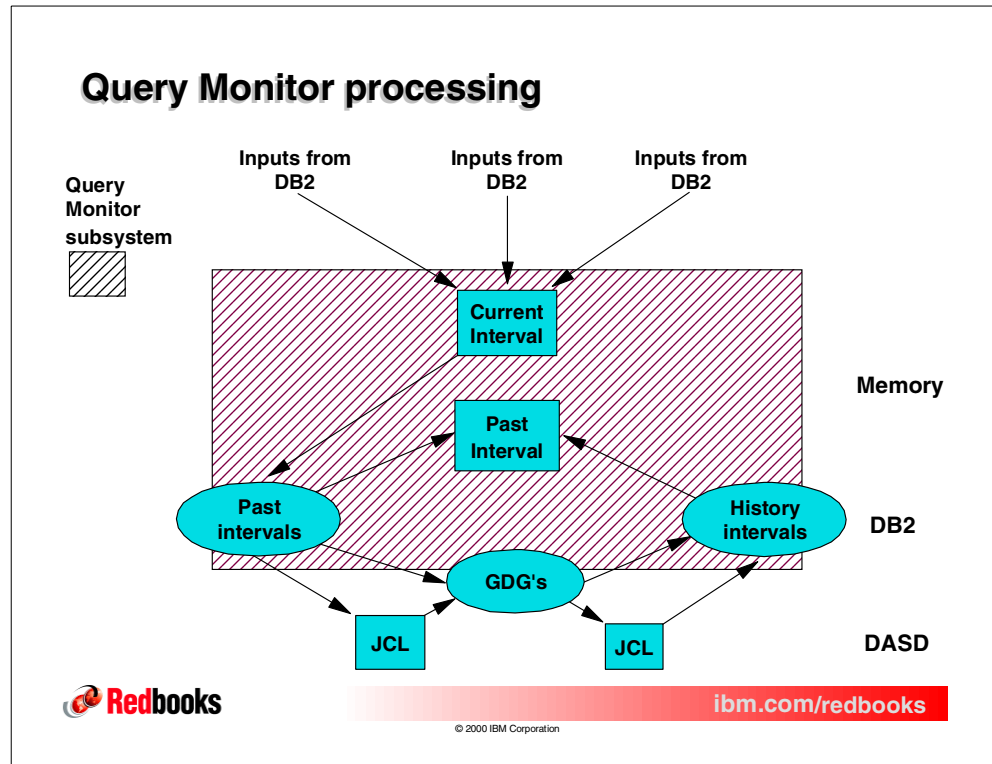 Query Monitor processing
Inputs from
DB2
Inputs from
DB2
Inputs from
DB2
Query
Monitor
subsystem
Current
Interval
Memory
Past
Interval
Past
intervals
History
intervals
DB2
GDG's
JCL
JCL
DASD
Redbooks
ibm.com/redbooks
© 2000 IBM Corporation